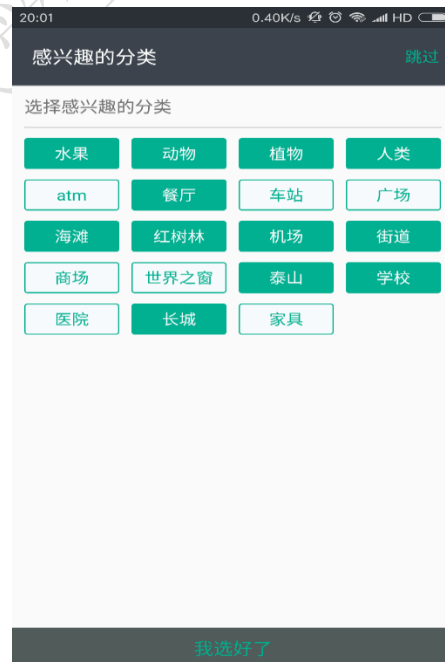 20:01 0.40K/s HD
感兴趣的分类 跳过
选择感兴趣的分类
水果 动物 植物 人类
atm 餐厅 车站 广场
海滩 红树林 机场 街道
商场 世界之窗 泰山 学校
医院 长城 家具
我选好了